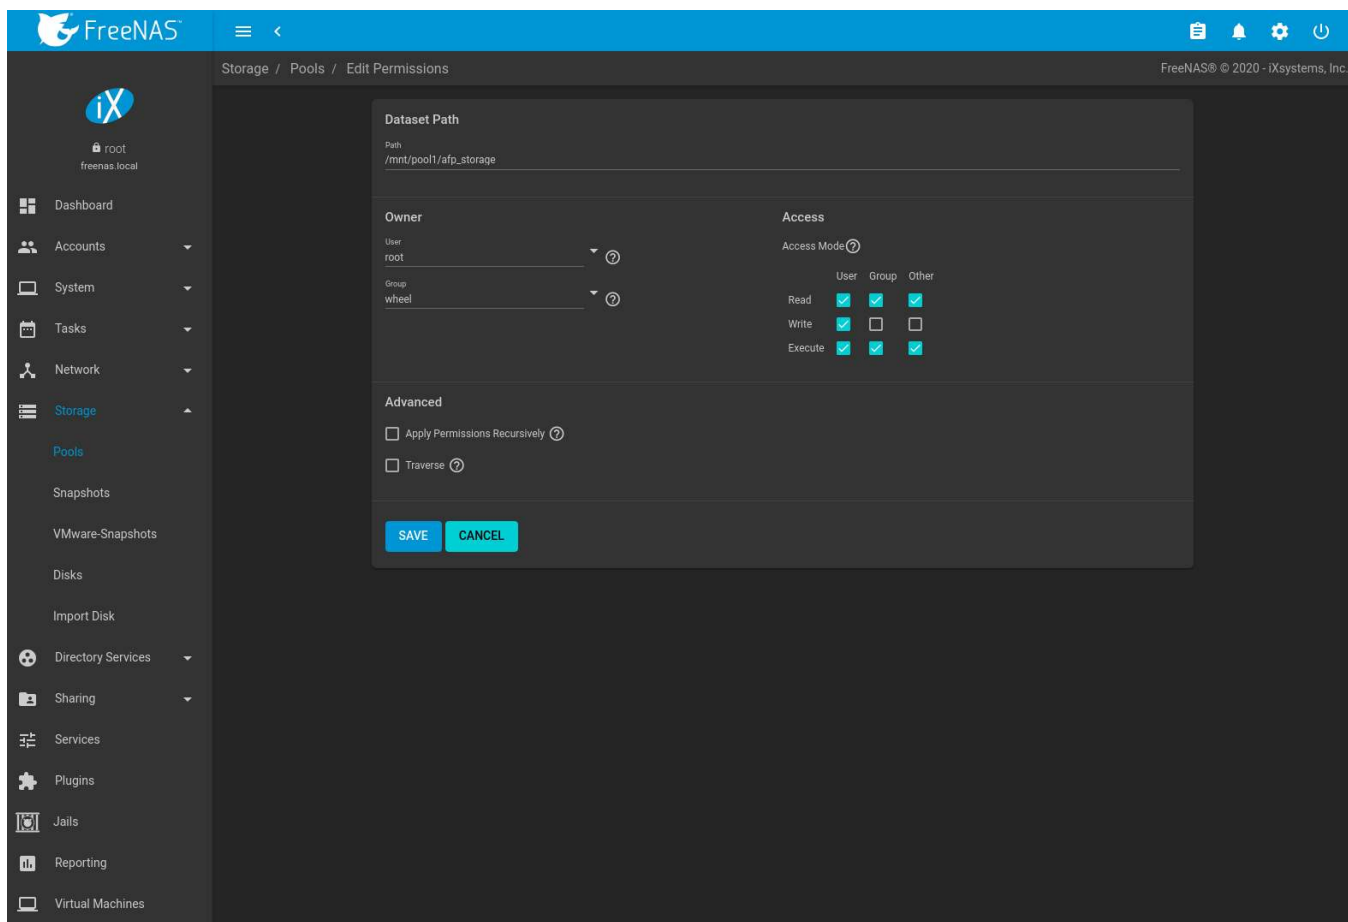 FreeNAS
Storage / Pools / Edit Permissions
FreeNAS® © 2020 - iXsystems, Inc.
iX
root
freenas.local
Dashboard
Accounts
System
Tasks
Network
Storage
Pools
Snapshots
VMware-Snapshots
Disks
Import Disk
Directory Services
Sharing
Services
Plugins
Jails
Reporting
Virtual Machines
Dataset Path
Path
/mnt/pool1/afp_storage
Owner
User
root
Group
wheel
Access
Access Mode
User Group Other
Read
Write
Execute
Advanced
Apply Permissions Recursively
Traverse
SAVE CANCEL